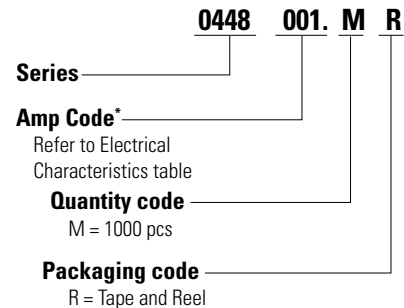 0448 001. M R
Series
Amp Code*
Refer to Electrical
Characteristics table
Quantity code
M = 1000 pcs
Packaging code
R = Tape and Reel